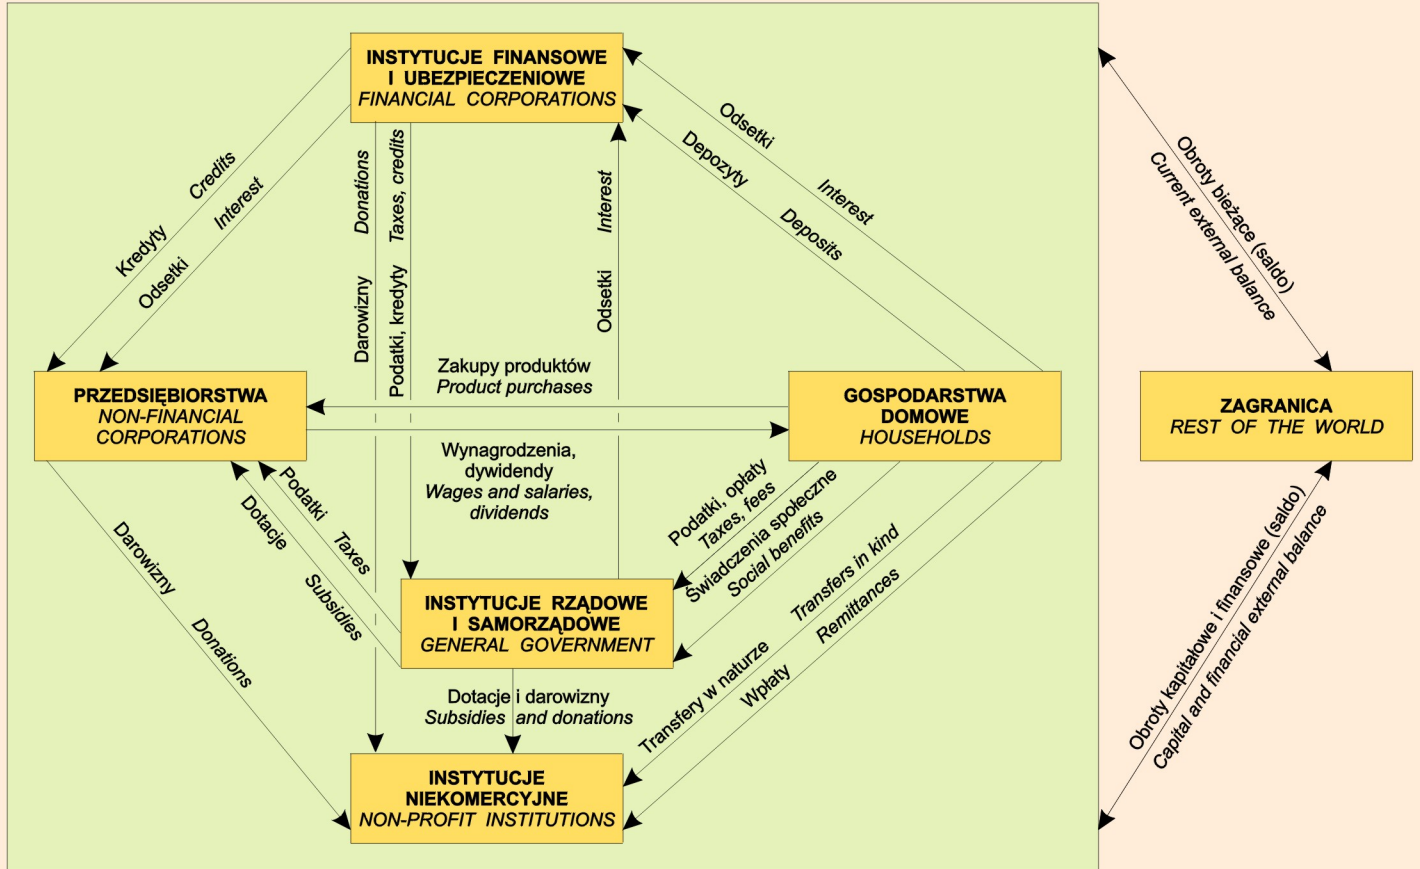 INSTYTUCJE FINANSOWE
I UBEZPIECZENIOWE
FINANCIAL CORPORATIONS
Kredyty Credits
Odsetki Interest
Darowizny Donations
Podatki, kredyty Taxes, credits
Odsetki Interest
Odsetki Interest
Depozyty Deposits
Obroty bieżące (saldo)
Current external balance
PRZEDSIĘBIORSTWA
NON-FINANCIAL
CORPORATIONS
Zakupy produktów
Product purchases
Wynagrodzenia,
dywidendy
Wages and salaries,
dividends
GOSPODARSTWA
DOMOWE
HOUSEHOLDS
ZAGRANICA
REST OF THE WORLD
Podatki Taxes
Dotacje Subsidies
Darowizny Donations
Podatki, opłaty
Taxes, fees
Świadczenia społeczne
Social benefits
Transfery w naturze Transfers in kind
Wpłaty Remittances
INSTYTUCJE RZĄDOWE
I SAMORZĄDOWE
GENERAL GOVERNMENT
Dotacje i darowizny
Subsidies and donations
INSTYTUCJE
NIEKOMERCYJNE
NON-PROFIT INSTITUTIONS
Obroty kapitałowe i finansowe (saldo)
Capital and financial external balance